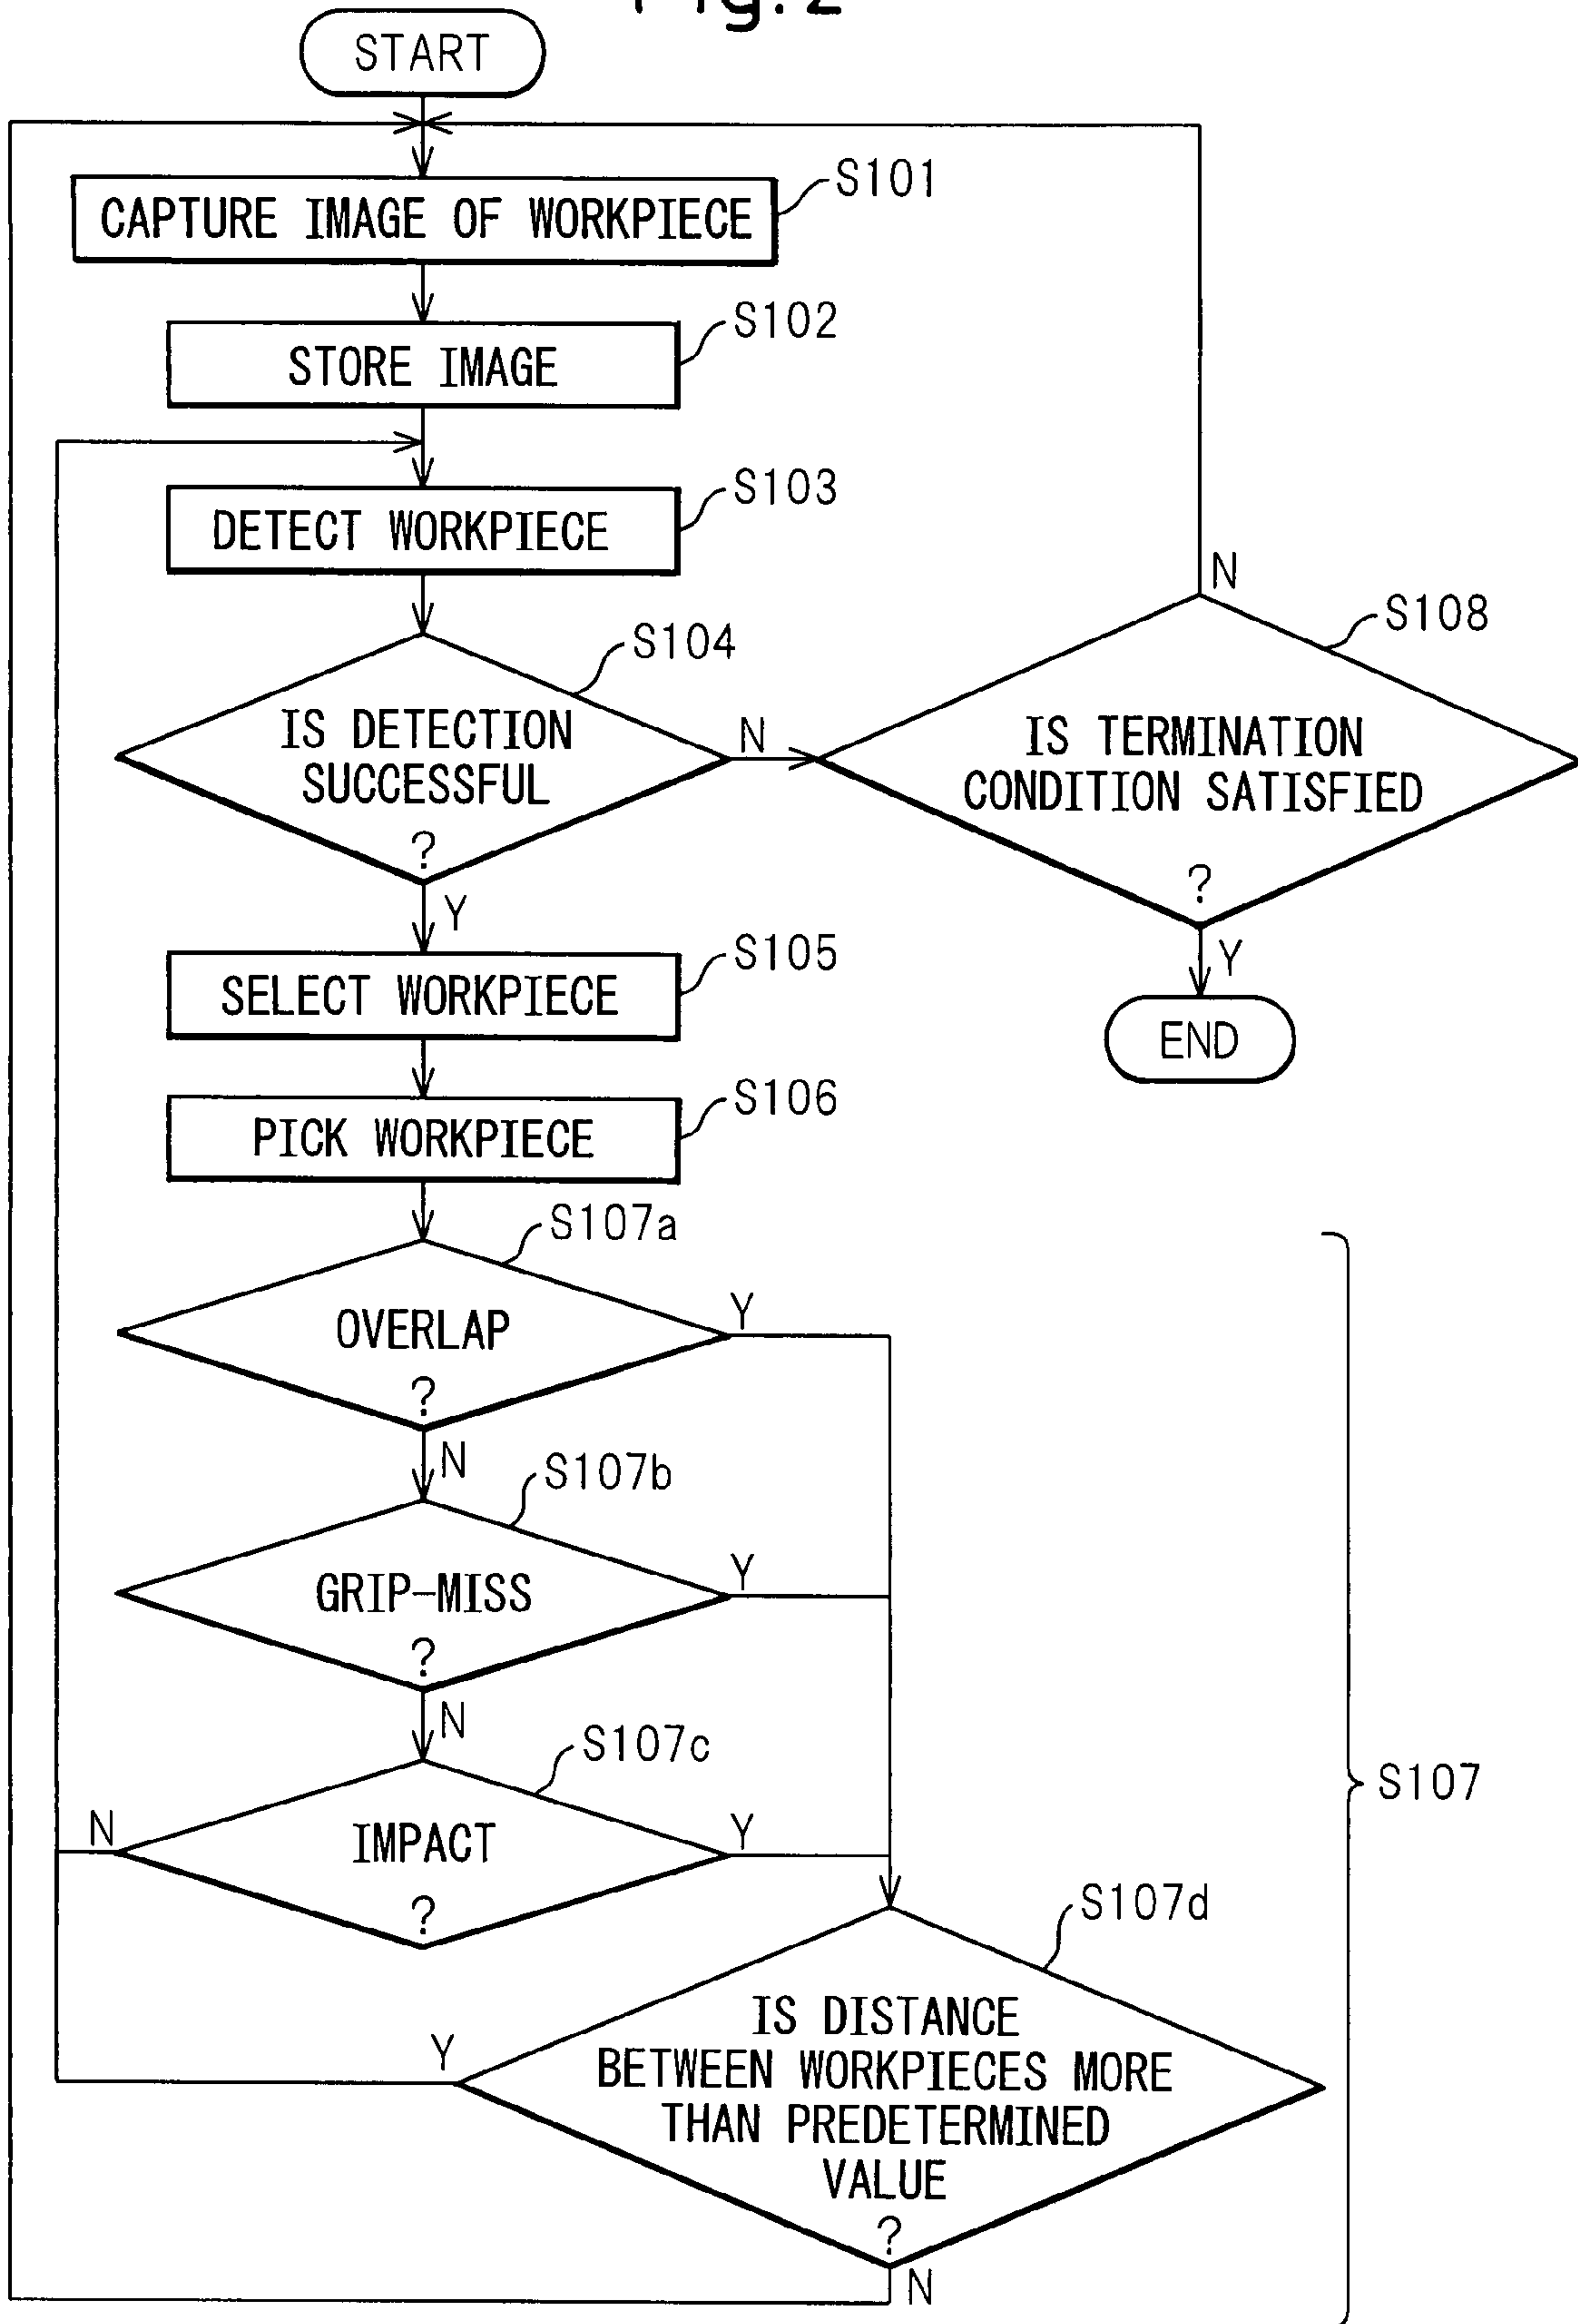 Fig.2
START
CAPTURE IMAGE OF WORKPIECE
S101
STORE IMAGE
S102
DETECT WORKPIECE
S103
IS DETECTION
SUCCESSFUL
?
S104
N
Y
IS TERMINATION
CONDITION SATISFIED
?
S108
N
Y
END
SELECT WORKPIECE
S105
PICK WORKPIECE
S106
OVERLAP
?
S107a
Y
N
GRIP-MISS
?
S107b
Y
N
IMPACT
?
S107c
N
Y
S107
IS DISTANCE
BETWEEN WORKPIECES MORE
THAN PREDETERMINED
VALUE
?
S107d
Y
N